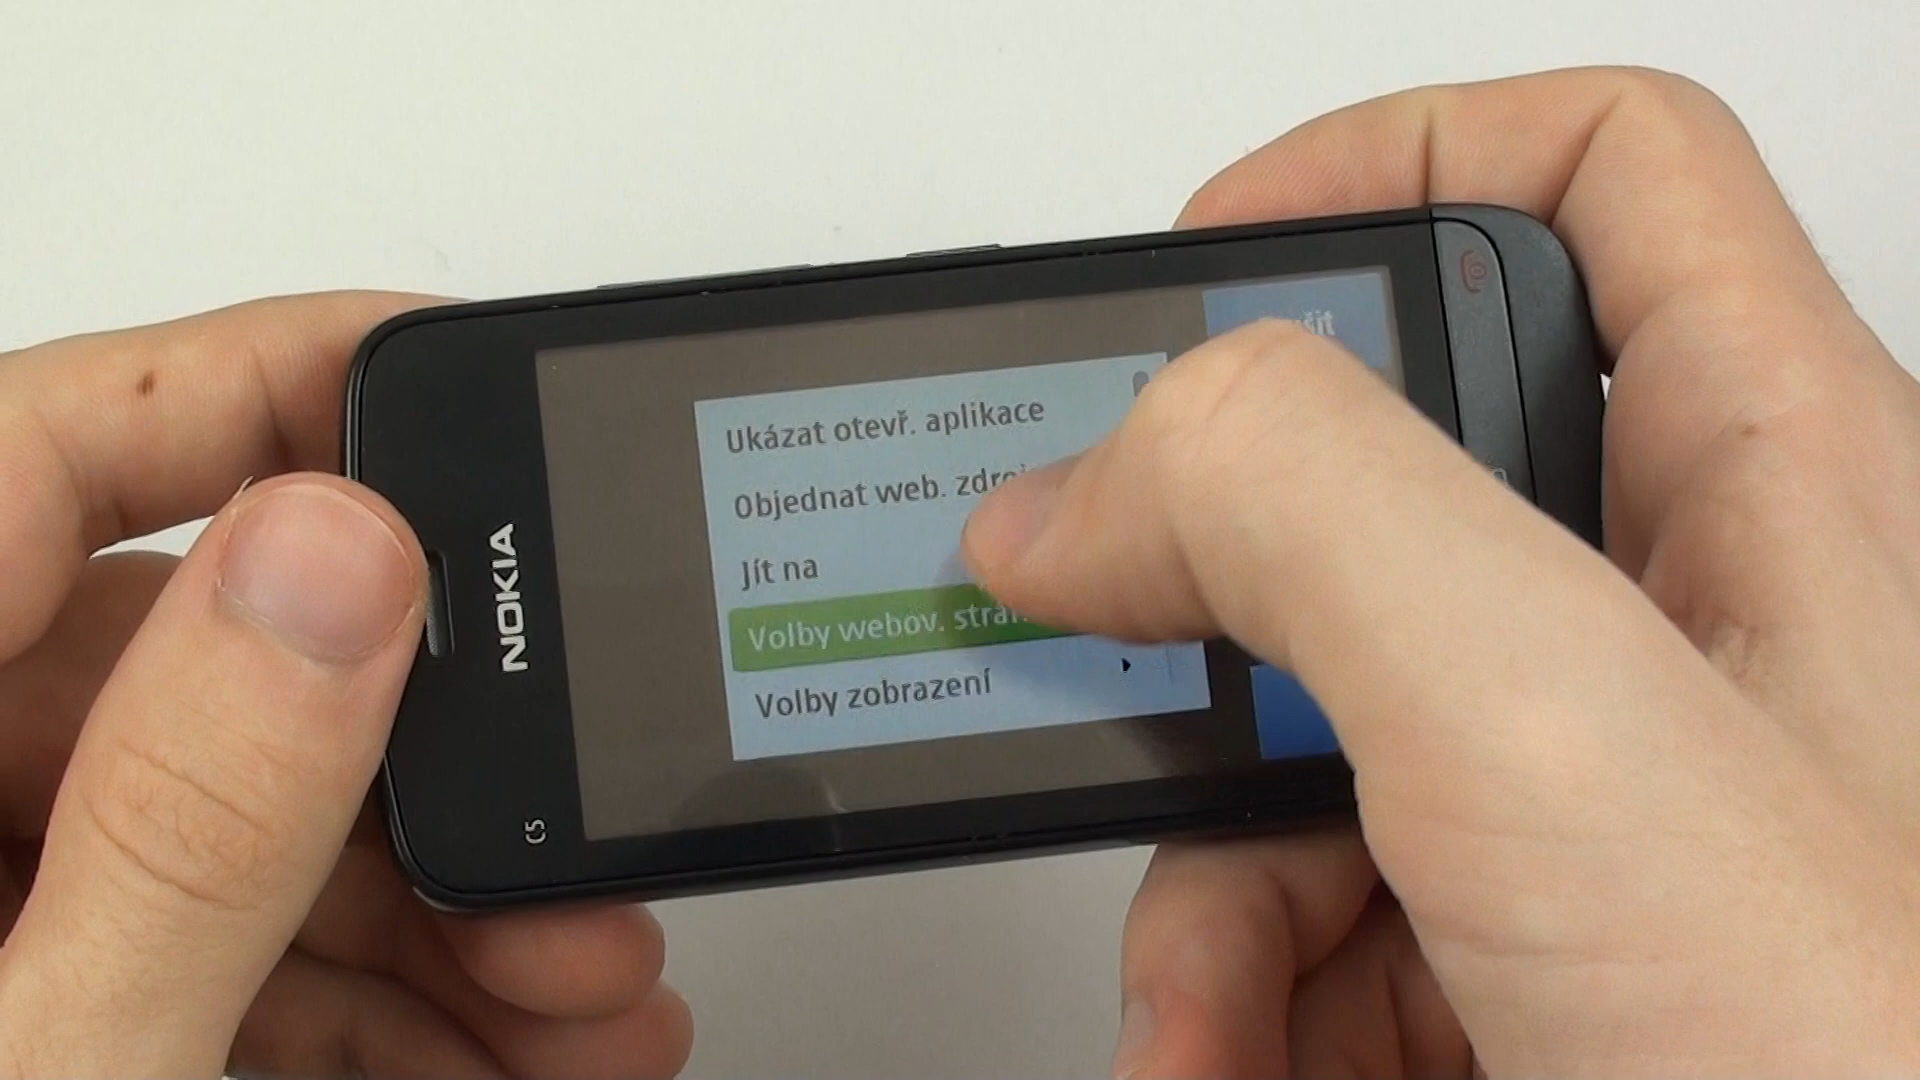 Ukázat otevř. aplikace
Objednat web.
Jít na
Volby webov.
Volby zobrazení
NOKIA
C5